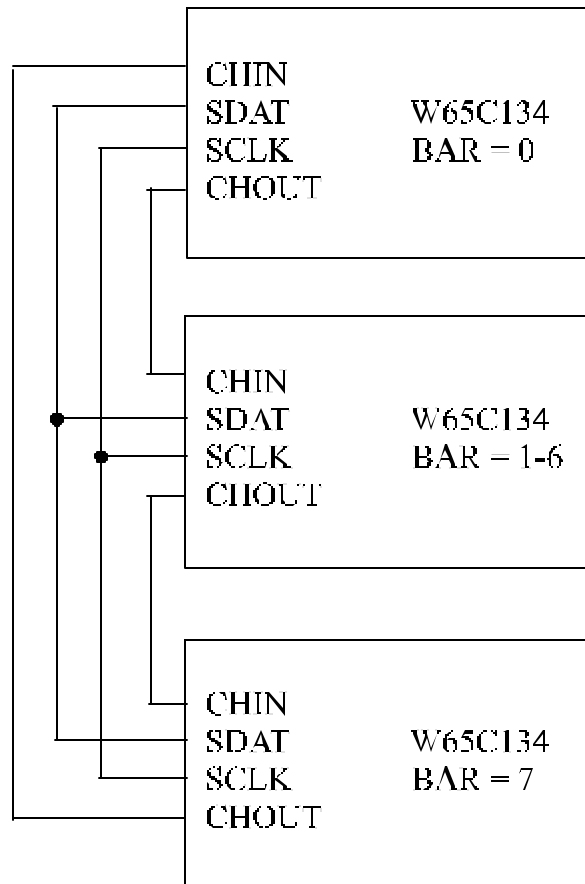 CHIN
SDAT W65C134
SCLK BAR = 0
CHOUT
CHIN
SDAT W65C134
SCLK BAR = 1-6
CHOUT
CHIN
SDAT W65C134
SCLK BAR = 7
CHOUT